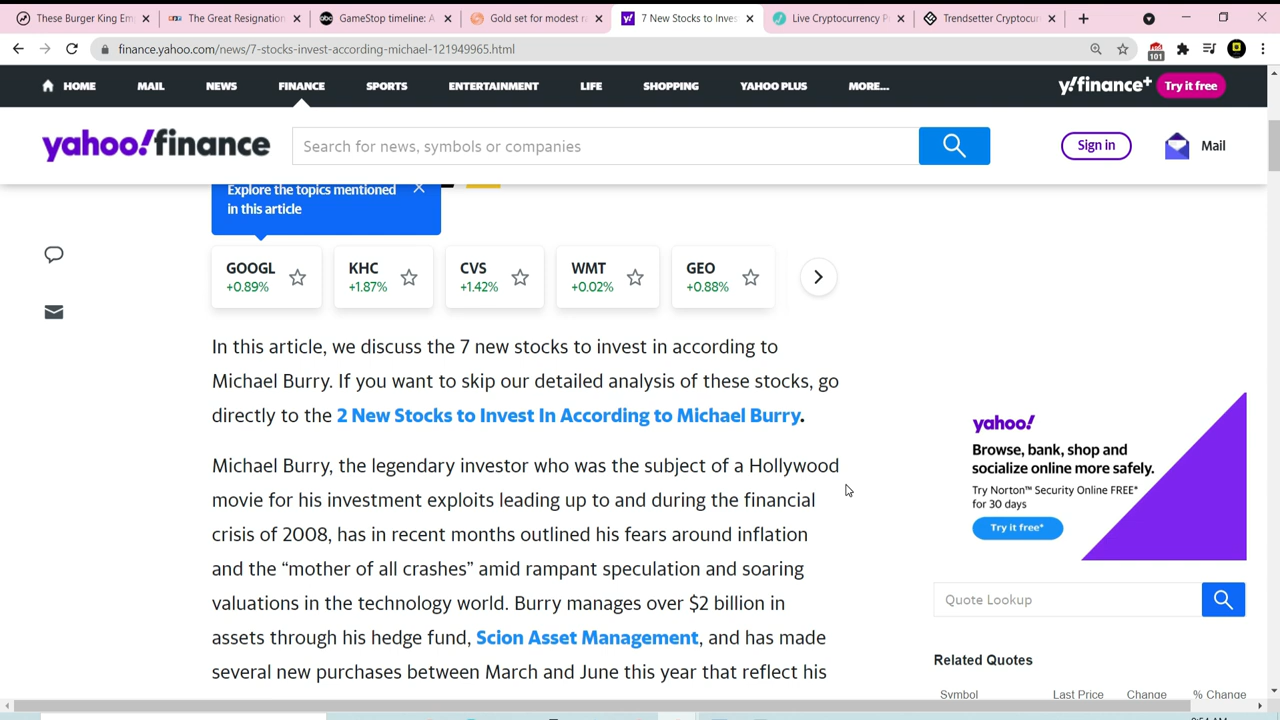 These Burger King Em
The Great Resignation
GameStop timeline: A
Gold set for modest r
7 New Stocks to Inves
Live Cryptocurrency P
Trendsetter Cryptocur
finance.yahoo.com/news/7-stocks-invest-according-michael-121949965.html
101
HOME
MAIL
NEWS
FINANCE
SPORTS
ENTERTAINMENT
LIFE
SHOPPING
YAHOO PLUS
MORE...
y!finance+
Try it free
yahoo!finance
Search for news, symbols or companies
Sign in
Mail
Explore the topics mentioned
in this article
GOOGL
+0.89%
KHC
+1.87%
CVS
+1.42%
WMT
+0.02%
GEO
+0.88%
In this article, we discuss the 7 new stocks to invest in according to
Michael Burry. If you want to skip our detailed analysis of these stocks, go
directly to the 2 New Stocks to Invest In According to Michael Burry.
Michael Burry, the legendary investor who was the subject of a Hollywood
movie for his investment exploits leading up to and during the financial
crisis of 2008, has in recent months outlined his fears around inflation
and the “mother of all crashes” amid rampant speculation and soaring
valuations in the technology world. Burry manages over $2 billion in
assets through his hedge fund, Scion Asset Management, and has made
several new purchases between March and June this year that reflect his
yahoo!
Browse, bank, shop and
socialize online more safely.
Try Norton™ Security Online FREE*
for 30 days
Try it free*
Quote Lookup
Related Quotes
Symbol
Last Price
Change
% Change